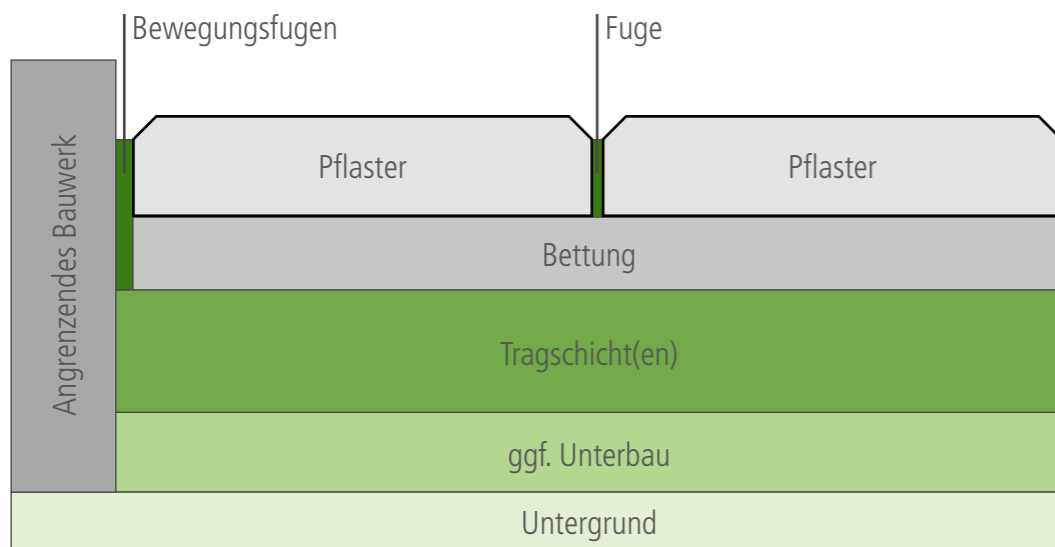 Bewegungsfugen
Fuge
Angrenzendes Bauwerk
Pflaster
Pflaster
Bettung
Tragschicht(en)
ggf. Unterbau
Untergrund